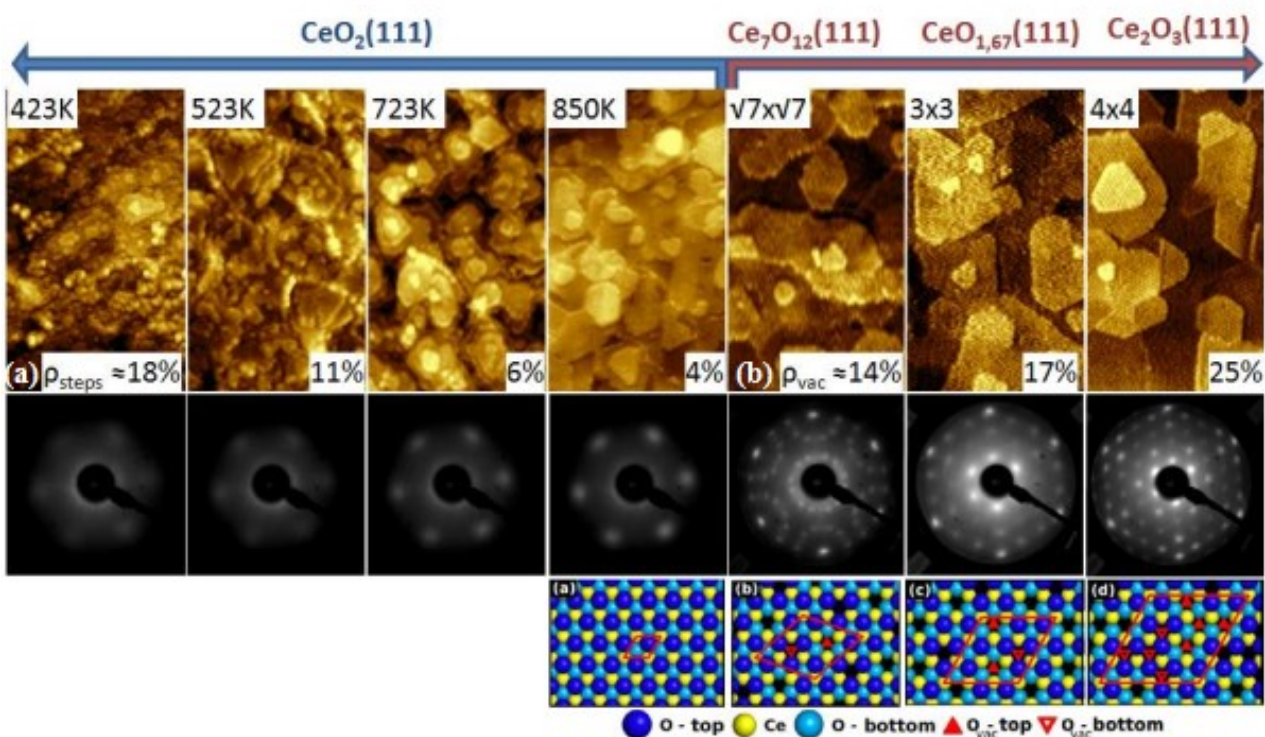 CeO₂(111) Ce₇O₁₂(111) CeO₁,₆₇(111) Ce₂O₃(111)
423K 523K 723K 850K √7x√7 3x3 4x4
(a) ρsteps ≈18% 11% 6% 4% (b) ρvac ≈14% 17% 25%
(a) (b) (c) (d)
O - top Ce O - bottom Ovac-top Ovac-bottom